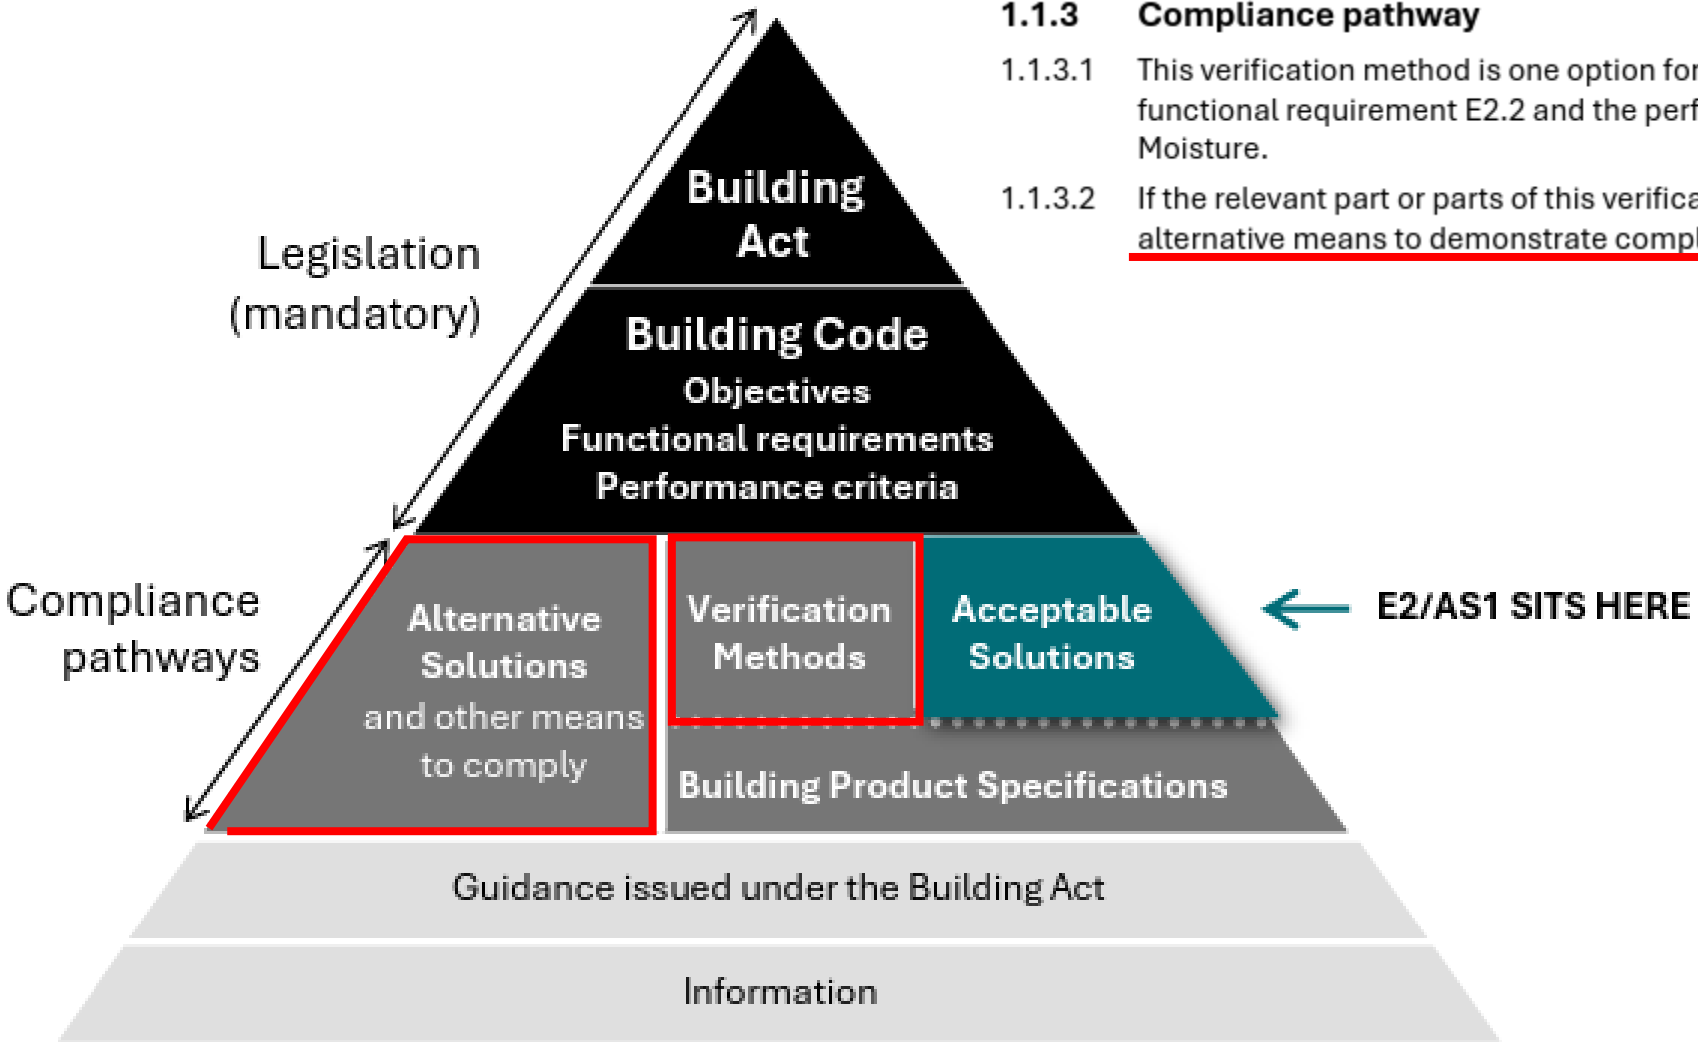 1.1.3 Compliance pathway
1.1.3.1 This verification method is one option for
functional requirement E2.2 and the perf
Moisture.
1.1.3.2 If the relevant part or parts of this verifica
alternative means to demonstrate compl
Building
Act
Legislation
(mandatory)
Building Code
Objectives
Functional requirements
Performance criteria
Compliance
pathways
Alternative
Solutions
and other means
to comply
Verification
Methods
Acceptable
Solutions
E2/AS1 SITS HERE
Building Product Specifications
Guidance issued under the Building Act
Information